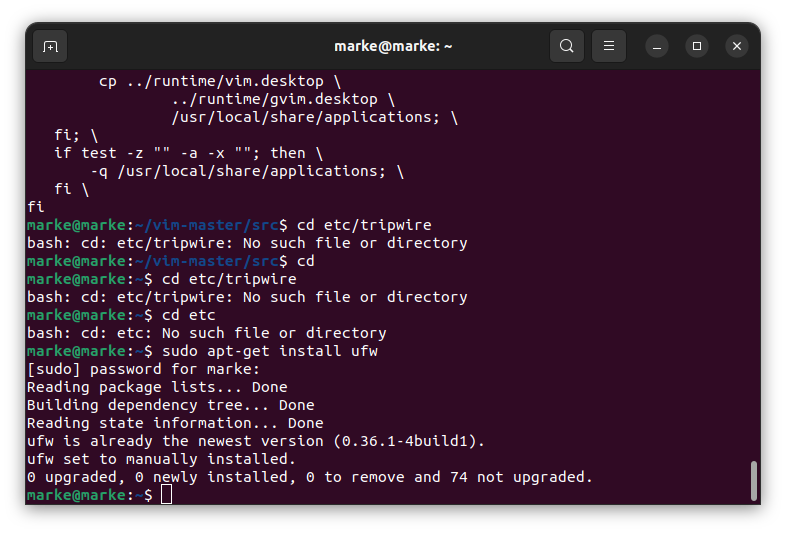 marke@marke: ~
cp ../runtime/vim.desktop \
../runtime/gvim.desktop \
/usr/local/share/applications; \
fi; \
if test -z "" -a -x ""; then \
-q /usr/local/share/applications; \
fi \
fi
marke@marke:~/vim-master/src$ cd etc/tripwire
bash: cd: etc/tripwire: No such file or directory
marke@marke:~/vim-master/src$ cd
marke@marke:~$ cd etc/tripwire
bash: cd: etc/tripwire: No such file or directory
marke@marke:~$ cd etc
bash: cd: etc: No such file or directory
marke@marke:~$ sudo apt-get install ufw
[sudo] password for marke:
Reading package lists... Done
Building dependency tree... Done
Reading state information... Done
ufw is already the newest version (0.36.1-4build1).
ufw set to manually installed.
0 upgraded, 0 newly installed, 0 to remove and 74 not upgraded.
marke@marke:~$